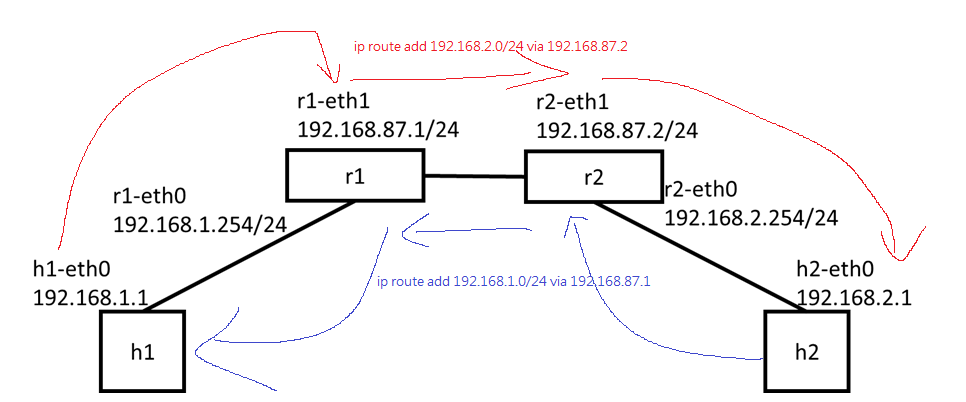 ip route add 192.168.2.0/24 via 192.168.87.2
r1-eth1
192.168.87.1/24
r2-eth1
192.168.87.2/24
r1
r2
r1-eth0
192.168.1.254/24
r2-eth0
192.168.2.254/24
h1-eth0
192.168.1.1
ip route add 192.168.1.0/24 via 192.168.87.1
h2-eth0
192.168.2.1
h1
h2